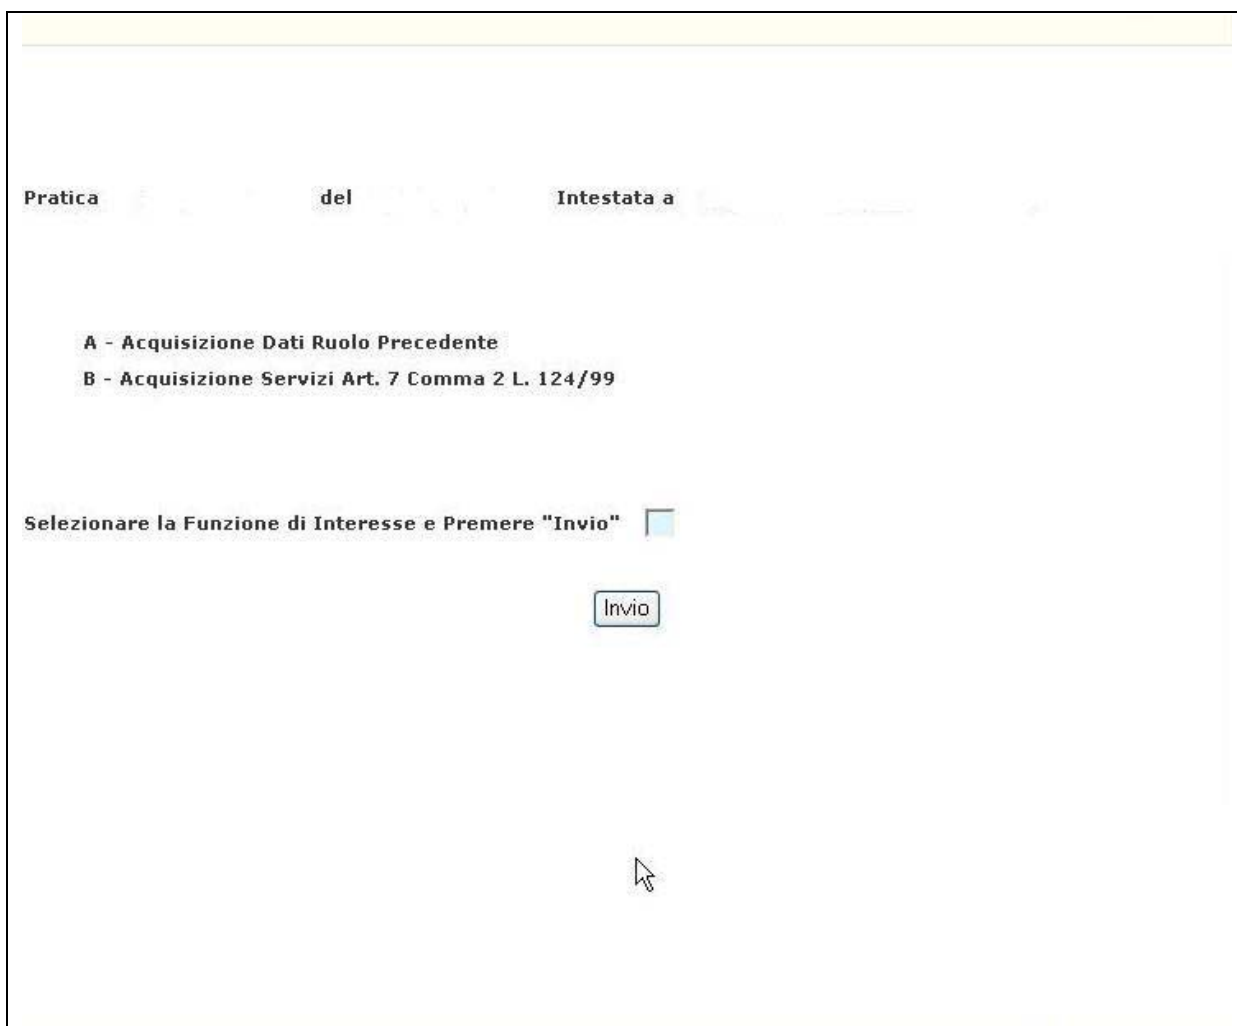 Pratica del Intestata a
A - Acquisizione Dati Ruolo Precedente
B - Acquisizione Servizi Art. 7 Comma 2 L. 124/99
Selezionare la Funzione di Interesse e Premere "Invio"
Invio